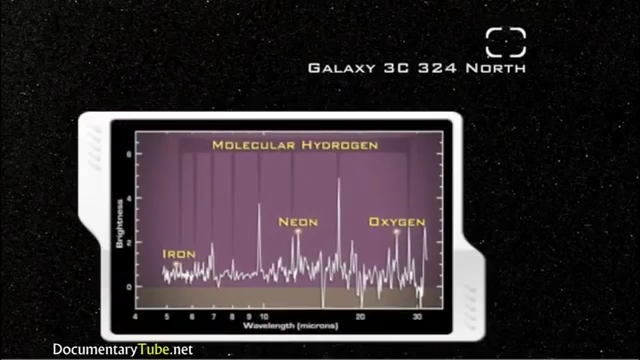 GALAXY 3C 324 NORTH
MOLECULAR HYDROGEN
NEON
OXYGEN
IRON
Brightness
6
4
2
0
4 5 6 7 8 9 10 20 30
Wavelength (microns)
DocumentaryTube.net